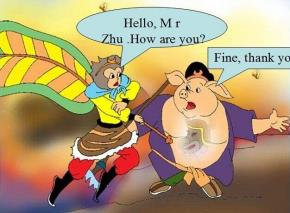 Hello, M r
Zhu .How are you?
Fine, thank yo